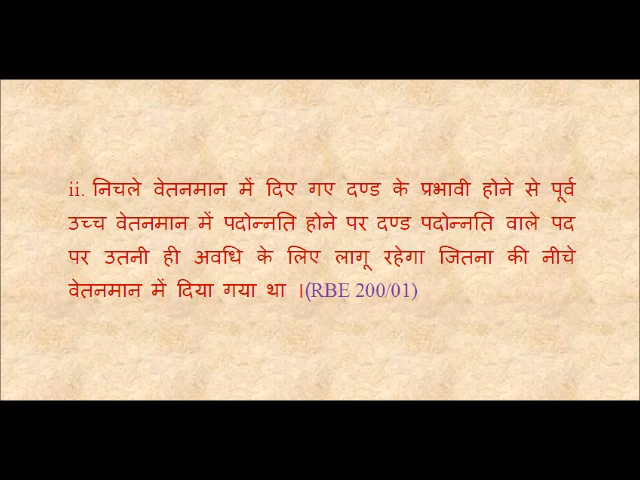 ii. निचले वेतनमान में दिए गए दण्ड के प्रभावी होने से पूर्व
उच्च वेतनमान में पदोन्नति होने पर दण्ड पदोन्नति वाले पद
पर उतनी ही अवधि के लिए लागू रहेगा जितना की नीचे
वेतनमान में दिया गया था ।(RBE 200/01)